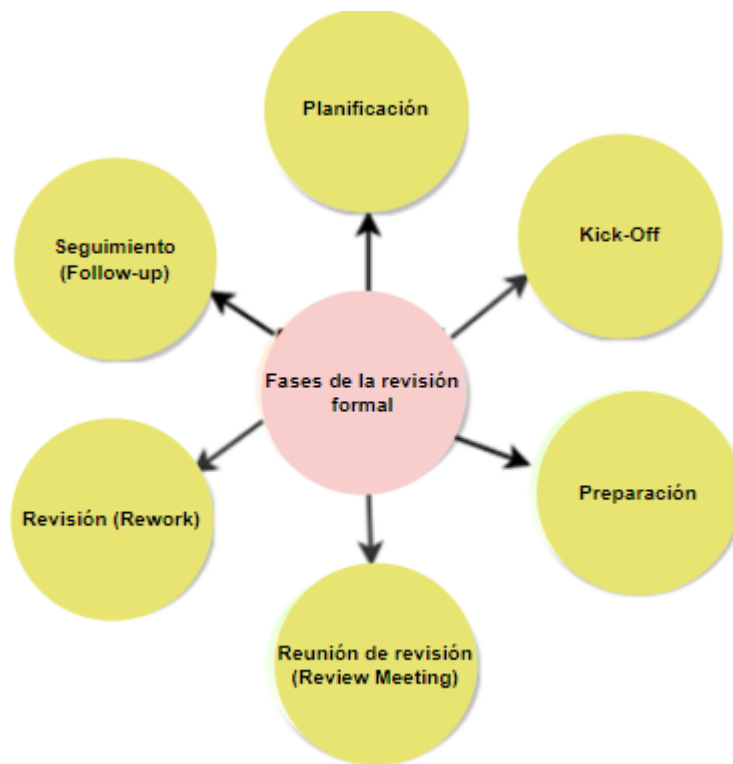 Planificación
Kick-Off
Seguimiento
(Follow-up)
Fases de la revisión
formal
Preparación
Revisión (Rework)
Reunión de revisión
(Review Meeting)